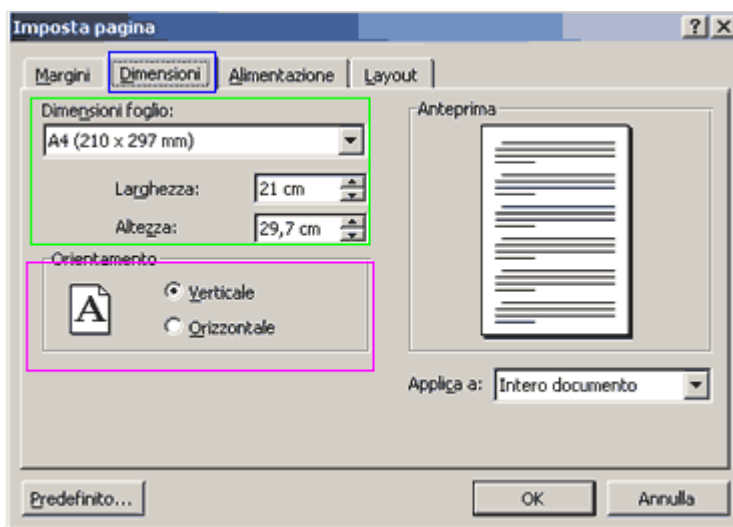 Imposta pagina
Margini Dimensioni Alimentazione Layout
Dimensioni foglio:
A4 (210 x 297 mm)
Larghezza: 21 cm
Altezza: 29,7 cm
Orientamento
A
Verticale
Orizzontale
Anteprima
Applica a: Intero documento
Predefinito... OK Annulla